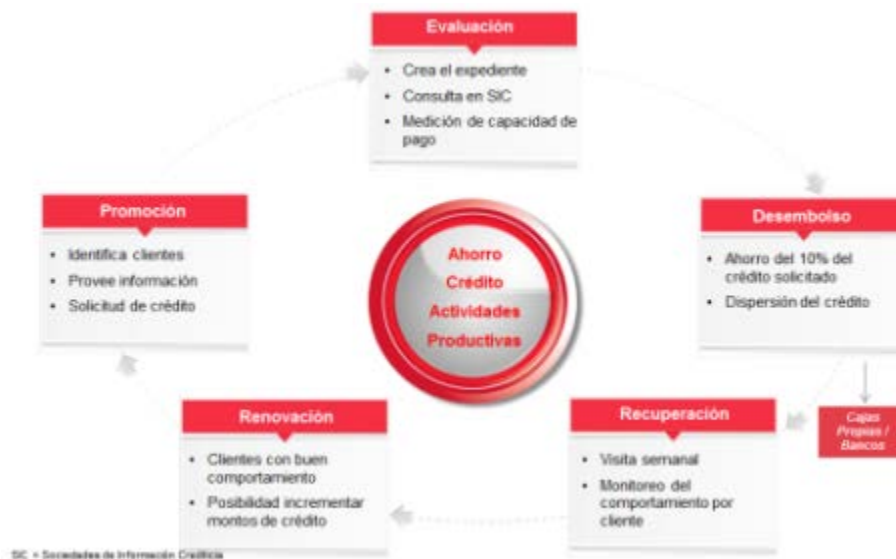 Evaluación
• Crea el expediente
• Consulta en SIC
• Medición de capacidad de
pago
Promoción
• Identifica clientes
• Provee información
• Solicitud de crédito
Ahorro
Crédito
Actividades
Productivas
Desembolso
• Ahorro del 10% del
crédito solicitado
• Dispersión del crédito
Cajas
Propias /
Bancos
Recuperación
• Visita semanal
• Monitoreo del
comportamiento por
cliente
Renovación
• Clientes con buen
comportamiento
• Posibilidad incrementar
montos de crédito
SIC = Sociedades de Información Crediticia